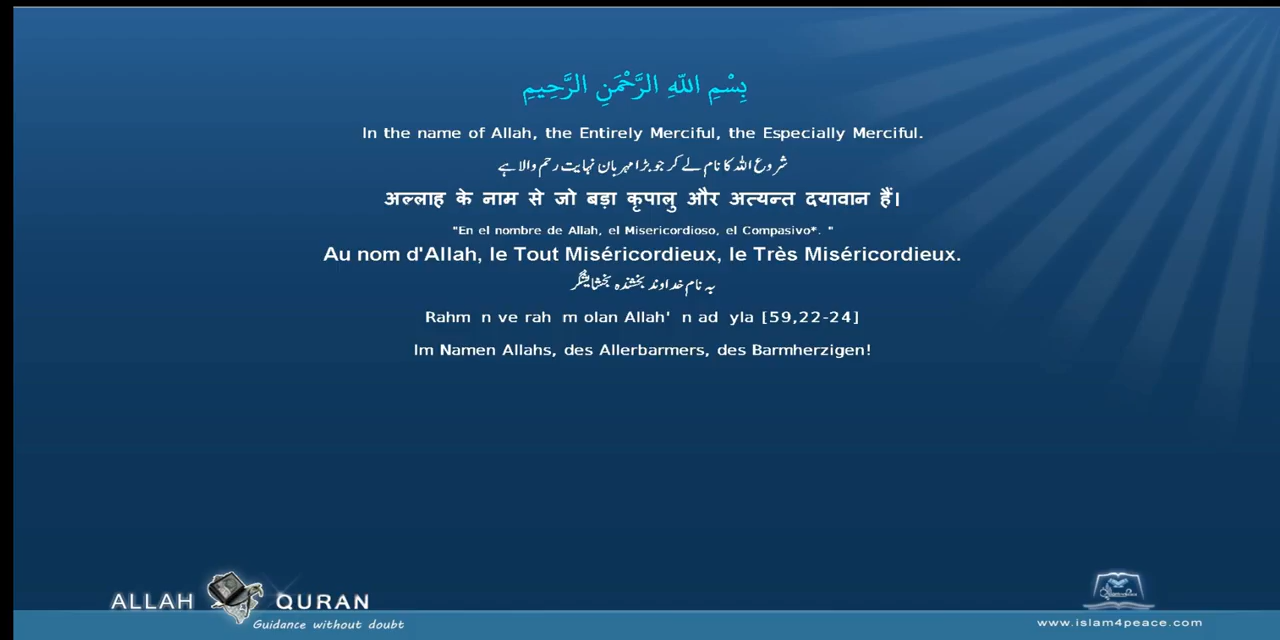 بِسْمِ اللّهِ الرَّحْمَنِ الرَّحِيمِ
In the name of Allah, the Entirely Merciful, the Especially Merciful.
شروع الله کا نام لے کر جو بڑا مہربان نہایت رحم والا ہے
अल्लाह के नाम से जो बड़ा कृपालु और अत्यन्त दयावान हैं।
"En el nombre de Allah, el Misericordioso, el Compasivo*. "
Au nom d'Allah, le Tout Miséricordieux, le Très Miséricordieux.
به نام خداوند بخشنده بخشایشگر
Rahm n ve rah m olan Allah' n ad yla [59,22-24]
Im Namen Allahs, des Allerbarmers, des Barmherzigen!
ALLAH QURAN
Guidance without doubt
www.islam4peace.com